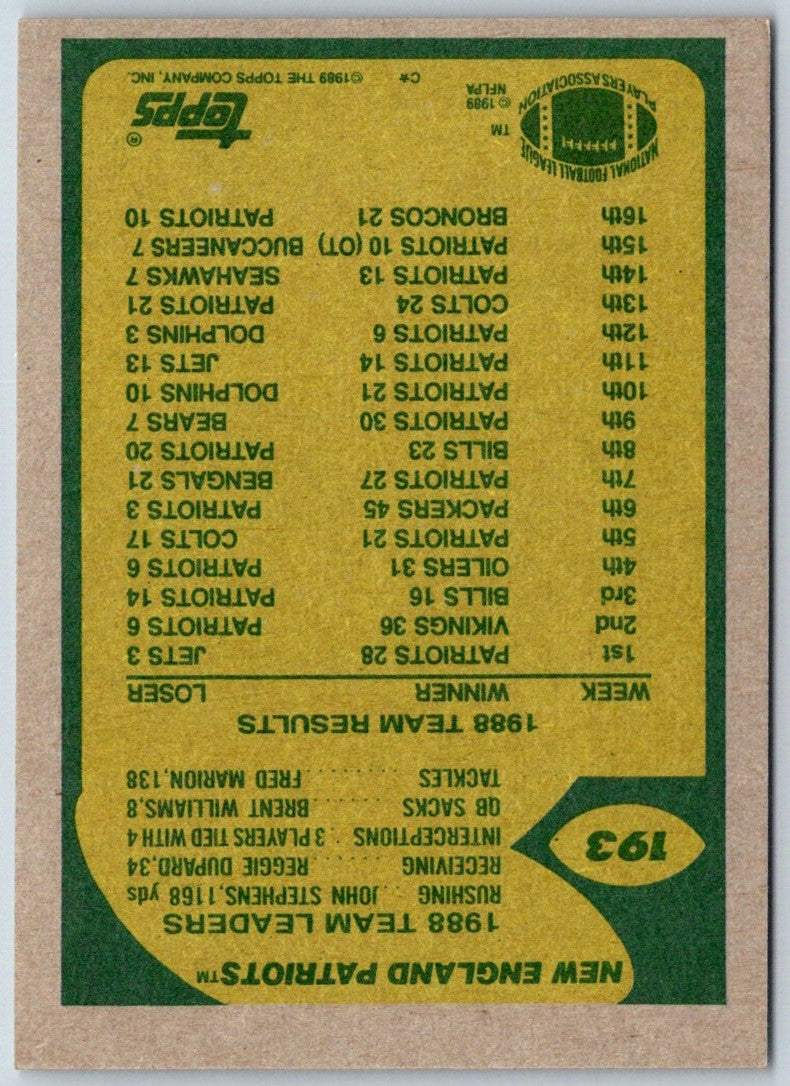 193
NEW ENGLAND PATRIOTS™
1988 TEAM LEADERS
RUSHING . . . JOHN STEPHENS, 1168 yds
RECEIVING . . . . . . . REGGIE DUPARD, 34
INTERCEPTIONS . 3 PLAYERS TIED WITH 4
QB SACKS . . . . . . . BRENT WILLIAMS, 8
TACKLES . . . . . . . . . FRED MARION, 138
1988 TEAM RESULTS
WEEK WINNER LOSER
1st PATRIOTS 28 JETS 3
2nd VIKINGS 36 PATRIOTS 6
3rd BILLS 16 PATRIOTS 14
4th OILERS 31 PATRIOTS 6
5th PATRIOTS 21 COLTS 17
6th PACKERS 45 PATRIOTS 3
7th PATRIOTS 27 BENGALS 21
8th BILLS 23 PATRIOTS 20
9th PATRIOTS 30 BEARS 7
10th PATRIOTS 21 DOLPHINS 10
11th PATRIOTS 14 JETS 13
12th PATRIOTS 6 DOLPHINS 3
13th COLTS 24 PATRIOTS 21
14th PATRIOTS 13 SEAHAWKS 7
15th PATRIOTS 10 (OT) BUCCANEERS 7
16th BRONCOS 21 PATRIOTS 10
NATIONAL FOOTBALL LEAGUE
PLAYERS ASSOCIATION
TM
© 1989
NFLPA
topps®
C* ©1989 THE TOPPS COMPANY, INC.